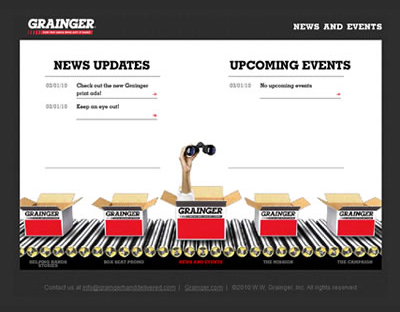 GRAINGER
NEWS AND EVENTS
NEWS UPDATES
03/01/10 Check out the new Grainger
print ads!
03/01/10 Keep an eye out!
UPCOMING EVENTS
03/01/10 No upcoming events
GRAINGER
GRAINGER
GRAINGER
GRAINGER
GRAINGER
HELPING HANDS
STORIES
BOX SEAT PROMO
NEWS AND EVENTS
THE MISSION
THE CAMPAIGN
Contact us at info@graingerhanddelivered.com | Grainger.com | ©2010 W.W. Grainger, Inc. All rights reserved